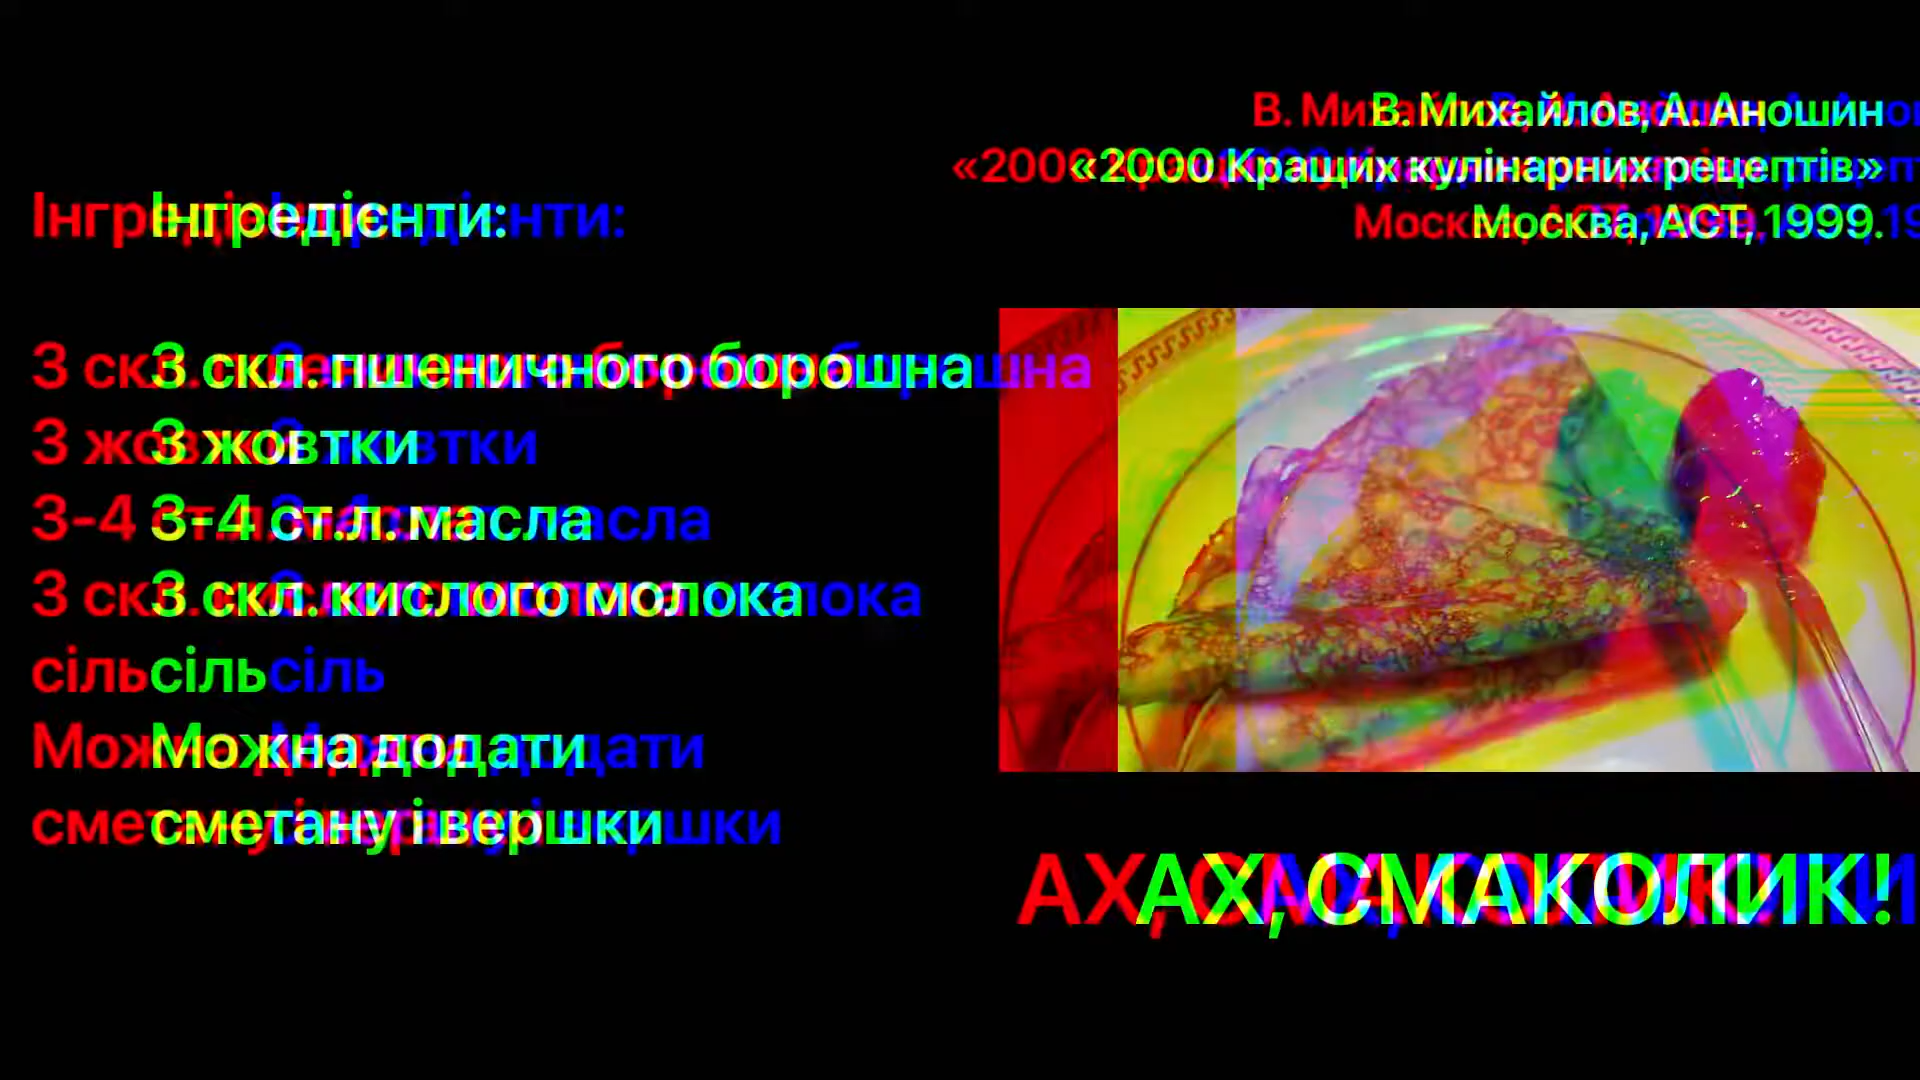 В. Михайлов, А. Аношин
«2000 Кращих кулінарних рецептів»
Москва, АСТ, 1999.
Інгредієнти:
3 скл. пшеничного борошна
3 жовтки
3-4 ст.л. масла
3 скл. кислого молока
сіль
Можна додати
сметану і вершки
АХ, СМАКОЛИК!